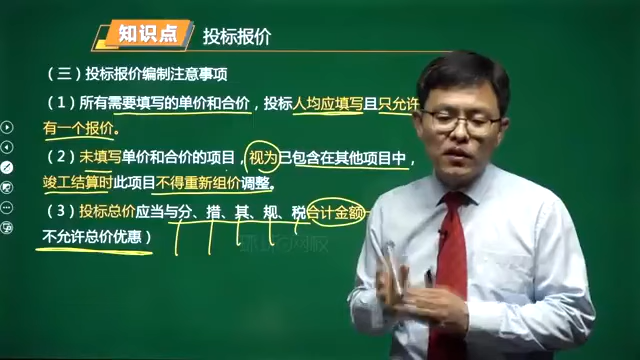 知识点 投标报价
（三）投标报价编制注意事项
（1）所有需要填写的单价和合价，投标人均应填写且只允许
有一个报价。
（2）未填写单价和合价的项目，视为已包含在其他项目中，
竣工结算时此项目不得重新组价调整。
（3）投标总价应当与分、措、其、规、税合计金额一
不允许总价优惠）